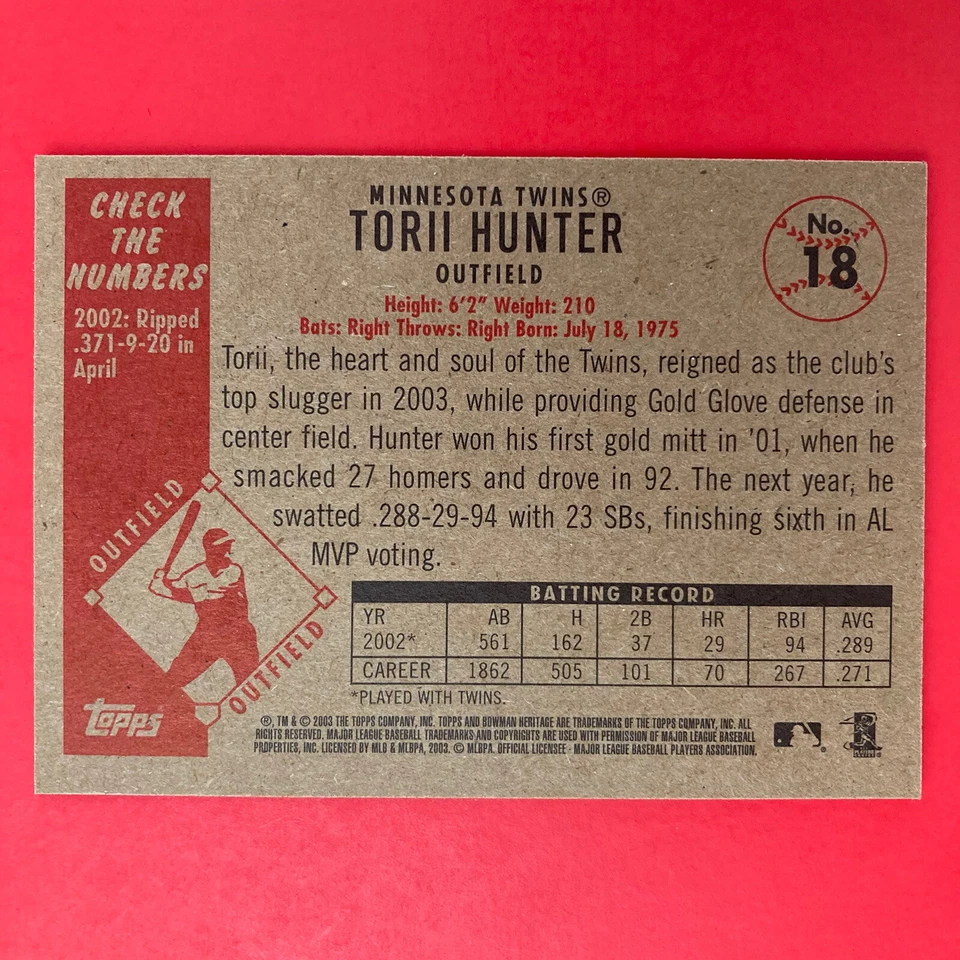 CHECK
THE
NUMBERS
2002: Ripped
.371-9-20 in
April
MINNESOTA TWINS®
TORII HUNTER
OUTFIELD
No.
18
Height: 6'2" Weight: 210
Bats: Right Throws: Right Born: July 18, 1975
Torii, the heart and soul of the Twins, reigned as the club's
top slugger in 2003, while providing Gold Glove defense in
center field. Hunter won his first gold mitt in '01, when he
smacked 27 homers and drove in 92. The next year, he
swatted .288-29-94 with 23 SBs, finishing sixth in AL
MVP voting.
OUTFIELD
OUTFIELD
BATTING RECORD
YR AB H 2B HR RBI AVG
2002* 561 162 37 29 94 .289
CAREER 1862 505 101 70 267 .271
*PLAYED WITH TWINS.
Topps
®, TM & © 2003 THE TOPPS COMPANY, INC. TOPPS AND BOWMAN HERITAGE ARE TRADEMARKS OF THE TOPPS COMPANY, INC. ALL
RIGHTS RESERVED. MAJOR LEAGUE BASEBALL TRADEMARKS AND COPYRIGHTS ARE USED WITH PERMISSION OF MAJOR LEAGUE BASEBALL
PROPERTIES, INC. LICENSED BY MLB & MLBPA, 2003. © MLBPA. OFFICIAL LICENSEE - MAJOR LEAGUE BASEBALL PLAYERS ASSOCIATION.